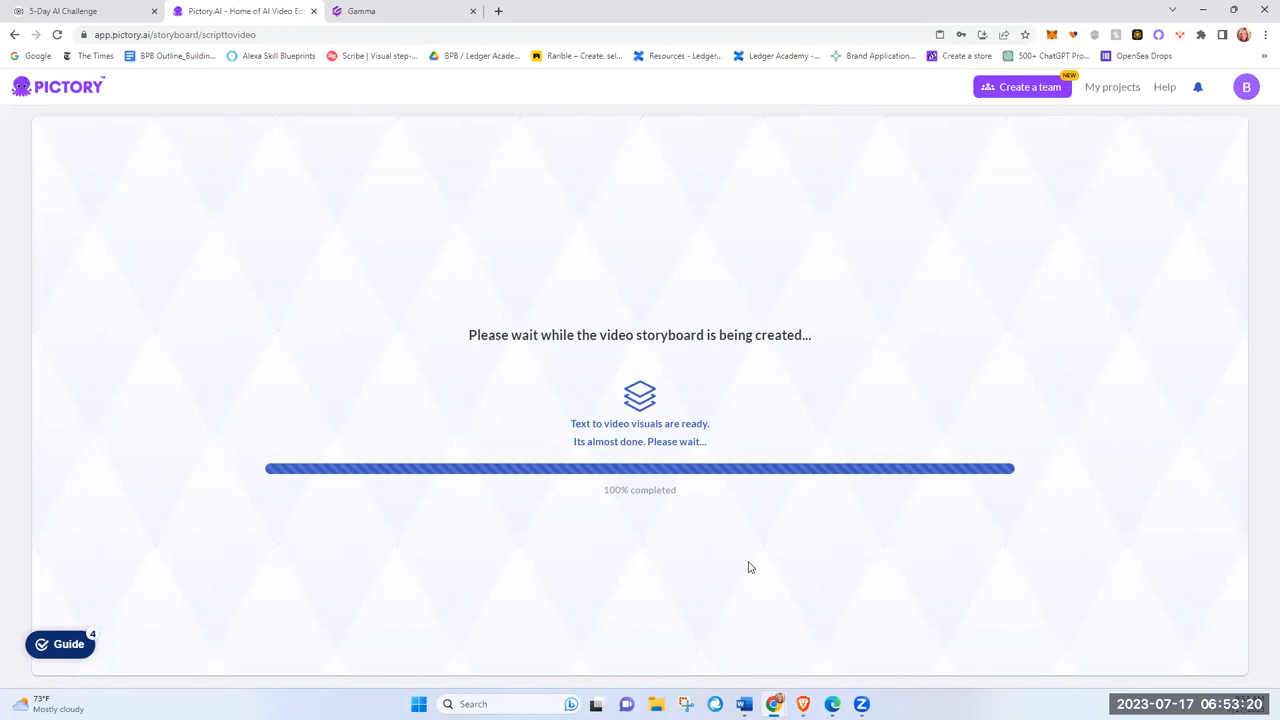 5-Day AI Challenge
Pictory.AI - Home of AI Video Ed
Gamma
app.pictory.ai/storyboard/scripttovideo
Google
The Times
BPB Outline_Building...
Alexa Skill Blueprints
Scribe | Visual step-...
BPB / Ledger Acade...
Rarible – Create, sel...
Resources - Ledger...
Ledger Academy -...
Brand Application...
Create a store
500+ ChatGPT Pro...
OpenSea Drops
»
PICTORY™
Create a team
NEW
My projects
Help
B
Please wait while the video storyboard is being created...
Text to video visuals are ready.
Its almost done. Please wait...
100% completed
Guide
4
73°F
Mostly cloudy
Search
2023-07-17 06:53:20